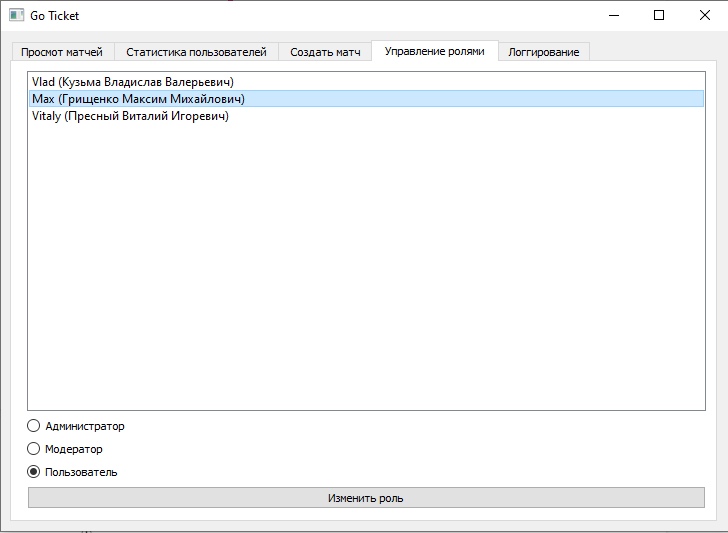 Go Ticket
Просмот матчей Статистика пользователей Создать матч Управление ролями Логгирование
Vlad (Кузьма Владислав Валерьевич)
Max (Грищенко Максим Михайлович)
Vitaly (Пресный Виталий Игоревич)
Администратор
Модератор
Пользователь
Изменить роль